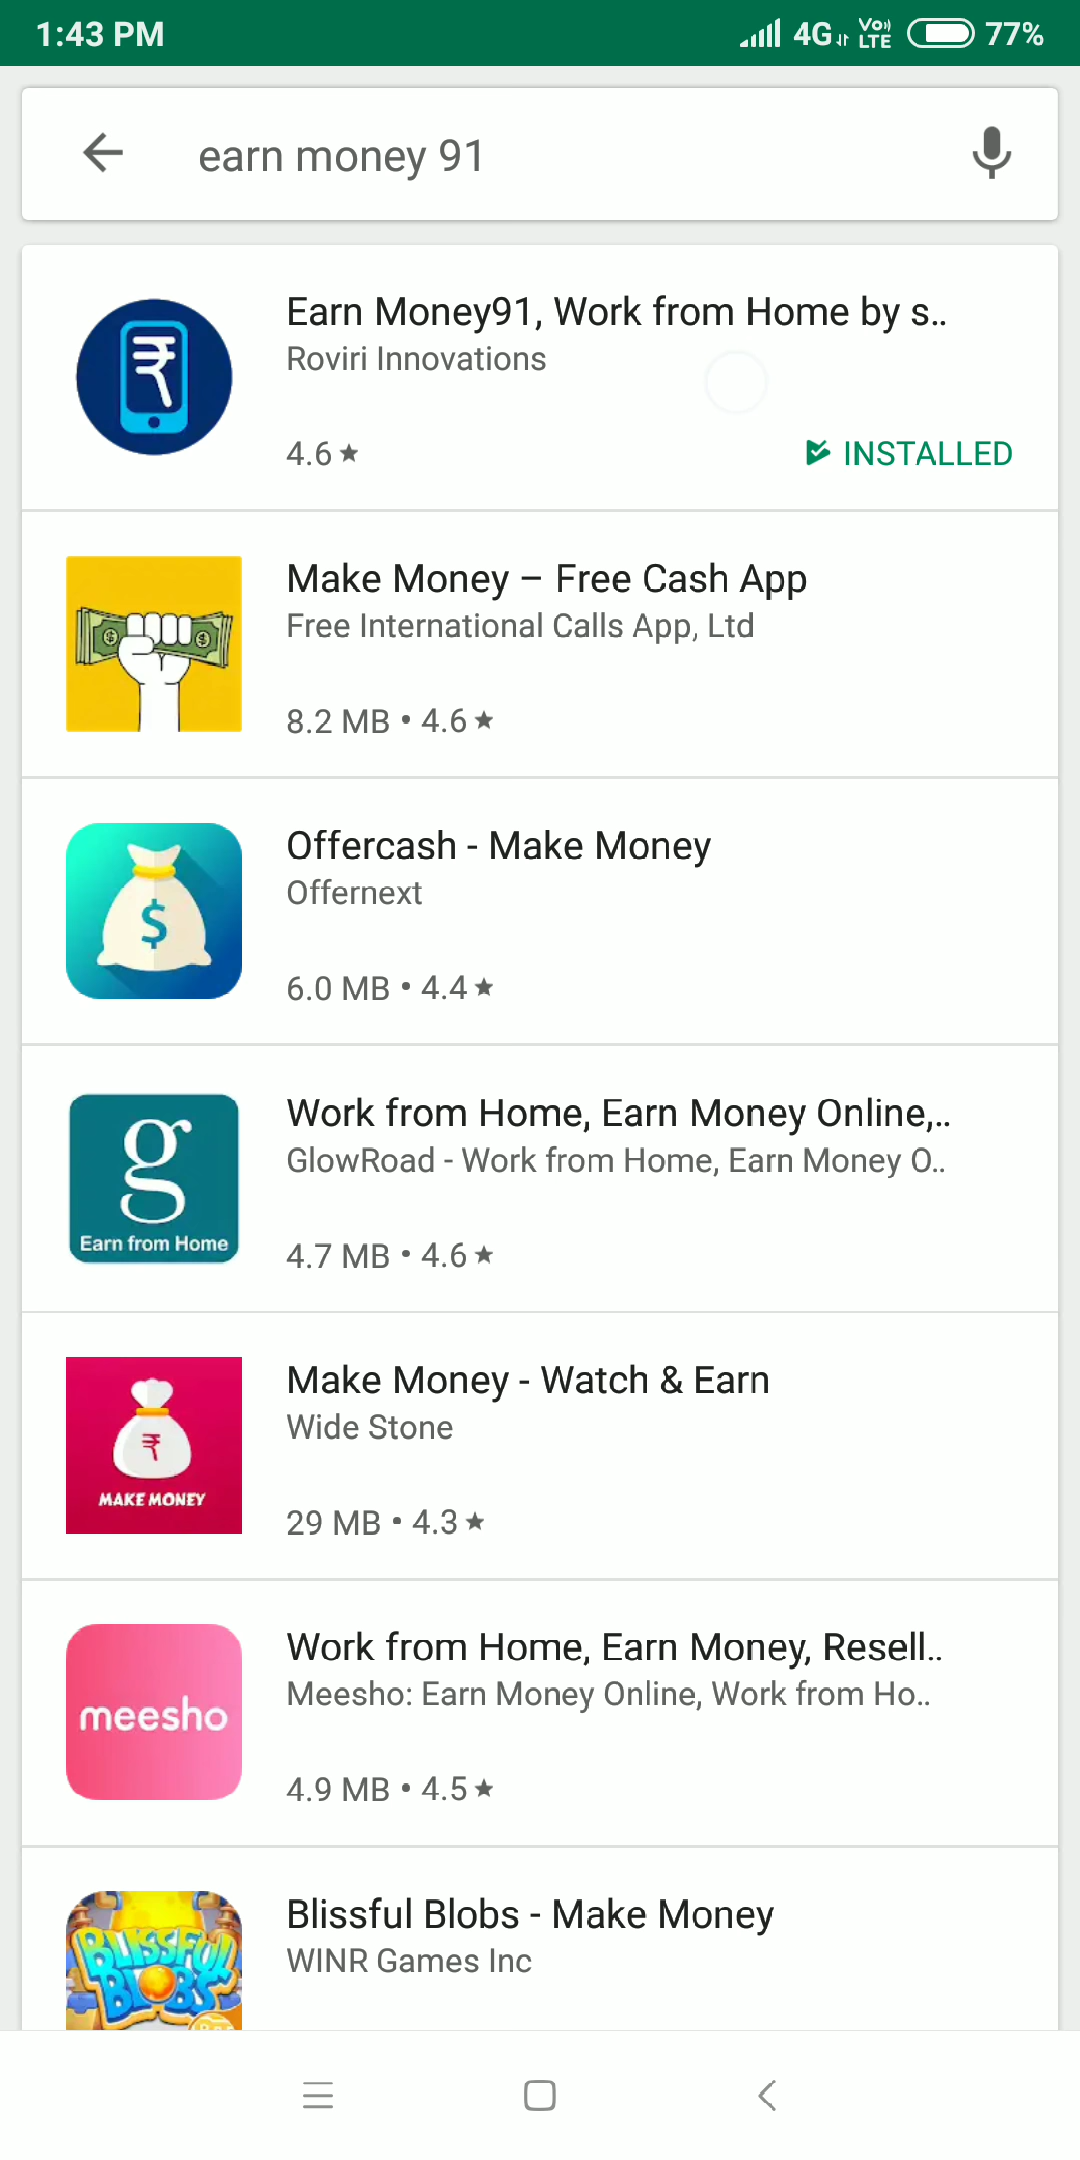 1:43 PM
4G Vo)) LTE 77%
earn money 91
Earn Money91, Work from Home by s..
Roviri Innovations
4.6 ★
INSTALLED
Make Money – Free Cash App
Free International Calls App, Ltd
8.2 MB • 4.6 ★
Offercash - Make Money
Offernext
6.0 MB • 4.4 ★
Work from Home, Earn Money Online,..
GlowRoad - Work from Home, Earn Money O..
g
Earn from Home
4.7 MB • 4.6 ★
Make Money - Watch & Earn
Wide Stone
MAKE MONEY
29 MB • 4.3 ★
Work from Home, Earn Money, Resell..
Meesho: Earn Money Online, Work from Ho..
meesho
4.9 MB • 4.5 ★
Blissful Blobs - Make Money
WINR Games Inc
BLISSFUL
BLOBS